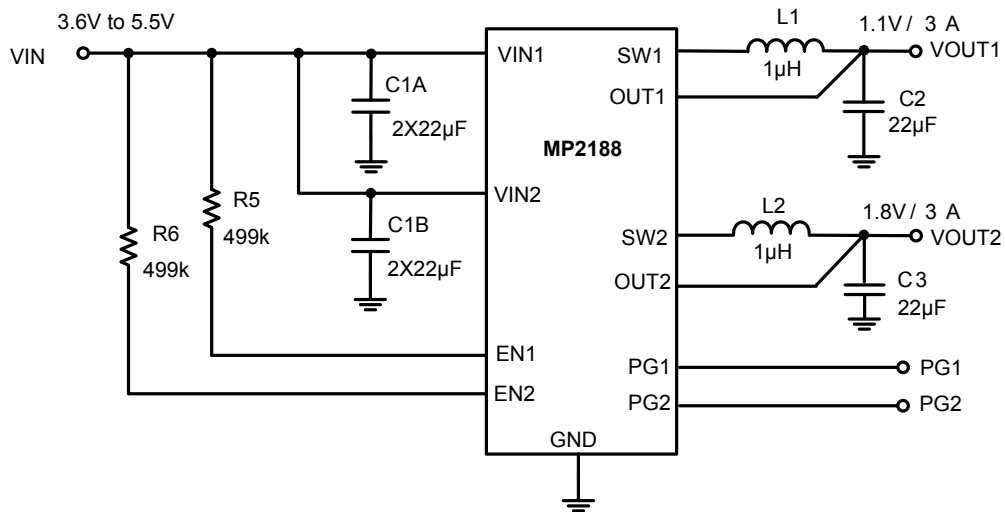 3.6V to 5.5V
VIN
VIN1
C1A
2X22µF
VIN2
C1B
2X22µF
R5
499k
R6
499k
EN1
EN2
MP2188
GND
SW1
OUT1
L1
1µH
1.1V / 3 A
VOUT1
C2
22µF
SW2
OUT2
L2
1µH
1.8V / 3 A
VOUT2
C3
22µF
PG1
PG2
PG1
PG2